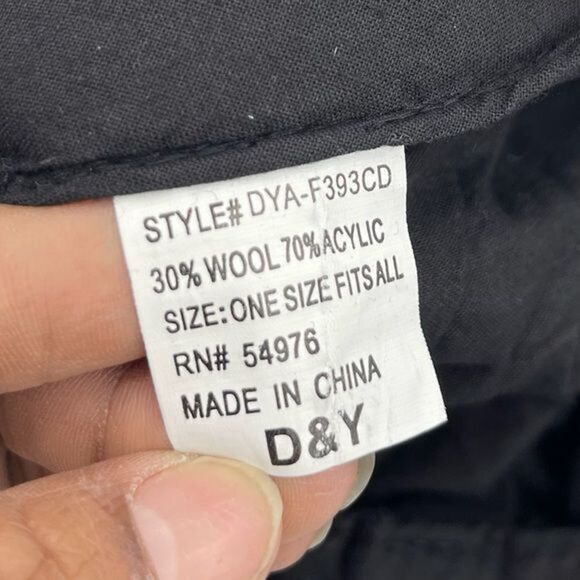 STYLE# DYA-F393CD
30% WOOL 70% ACYLIC
SIZE: ONE SIZE FITS ALL
RN# 54976
MADE IN CHINA
D&Y